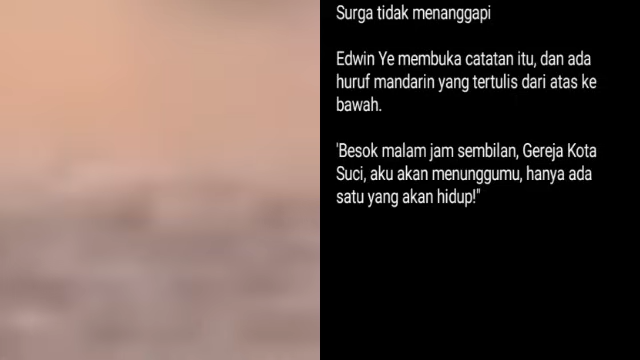 Surga tidak menanggapi
Edwin Ye membuka catatan itu, dan ada
huruf mandarin yang tertulis dari atas ke
bawah.
'Besok malam jam sembilan, Gereja Kota
Suci, aku akan menunggumu, hanya ada
satu yang akan hidup!"